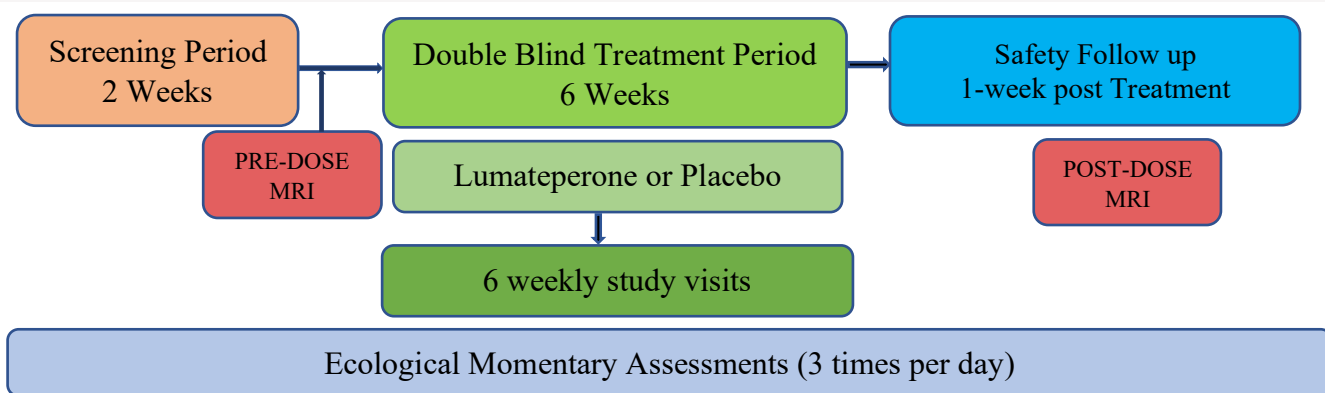 Screening Period
2 Weeks
Double Blind Treatment Period
6 Weeks
Safety Follow up
1-week post Treatment
PRE-DOSE
MRI
Lumateperone or Placebo
POST-DOSE
MRI
6 weekly study visits
Ecological Momentary Assessments (3 times per day)